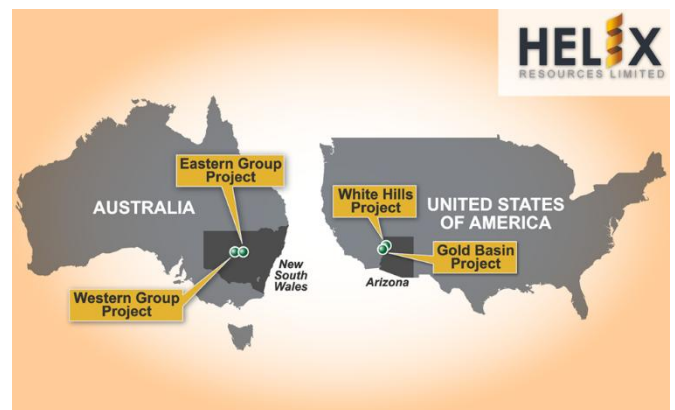 HELIX
RESOURCES LIMITED
Eastern Group
Project
AUSTRALIA
New
South
Wales
Western Group
Project
White Hills
Project
UNITED STATES
OF AMERICA
Gold Basin
Project
Arizona